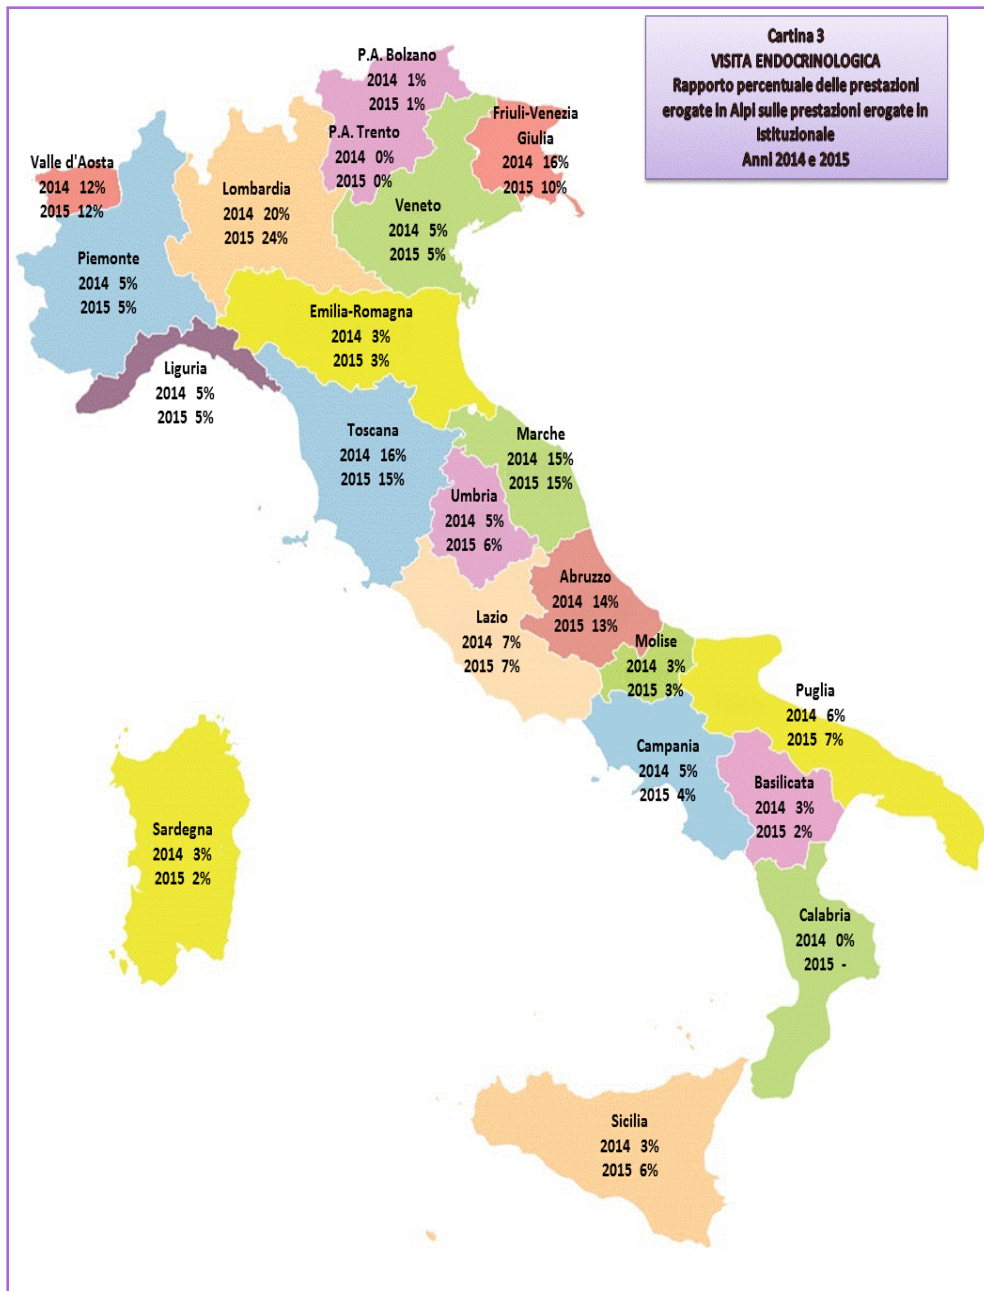 Cartina 3
VISITA ENDOCRINOLOGICA
Rapporto percentuale delle prestazioni
erogate in Alpi sulle prestazioni erogate in
Istituzionale
Anni 2014 e 2015
P.A. Bolzano
2014 1%
2015 1%
P.A. Trento
2014 0%
2015 0%
Friuli-Venezia
Giulia
2014 16%
2015 10%
Valle d'Aosta
2014 12%
2015 12%
Lombardia
2014 20%
2015 24%
Veneto
2014 5%
2015 5%
Piemonte
2014 5%
2015 5%
Emilia-Romagna
2014 3%
2015 3%
Liguria
2014 5%
2015 5%
Toscana
2014 16%
2015 15%
Marche
2014 15%
2015 15%
Umbria
2014 5%
2015 6%
Abruzzo
2014 14%
2015 13%
Lazio
2014 7%
2015 7%
Molise
2014 3%
2015 3%
Puglia
2014 6%
2015 7%
Campania
2014 5%
2015 4%
Basilicata
2014 3%
2015 2%
Sardegna
2014 3%
2015 2%
Calabria
2014 0%
2015 -
Sicilia
2014 3%
2015 6%